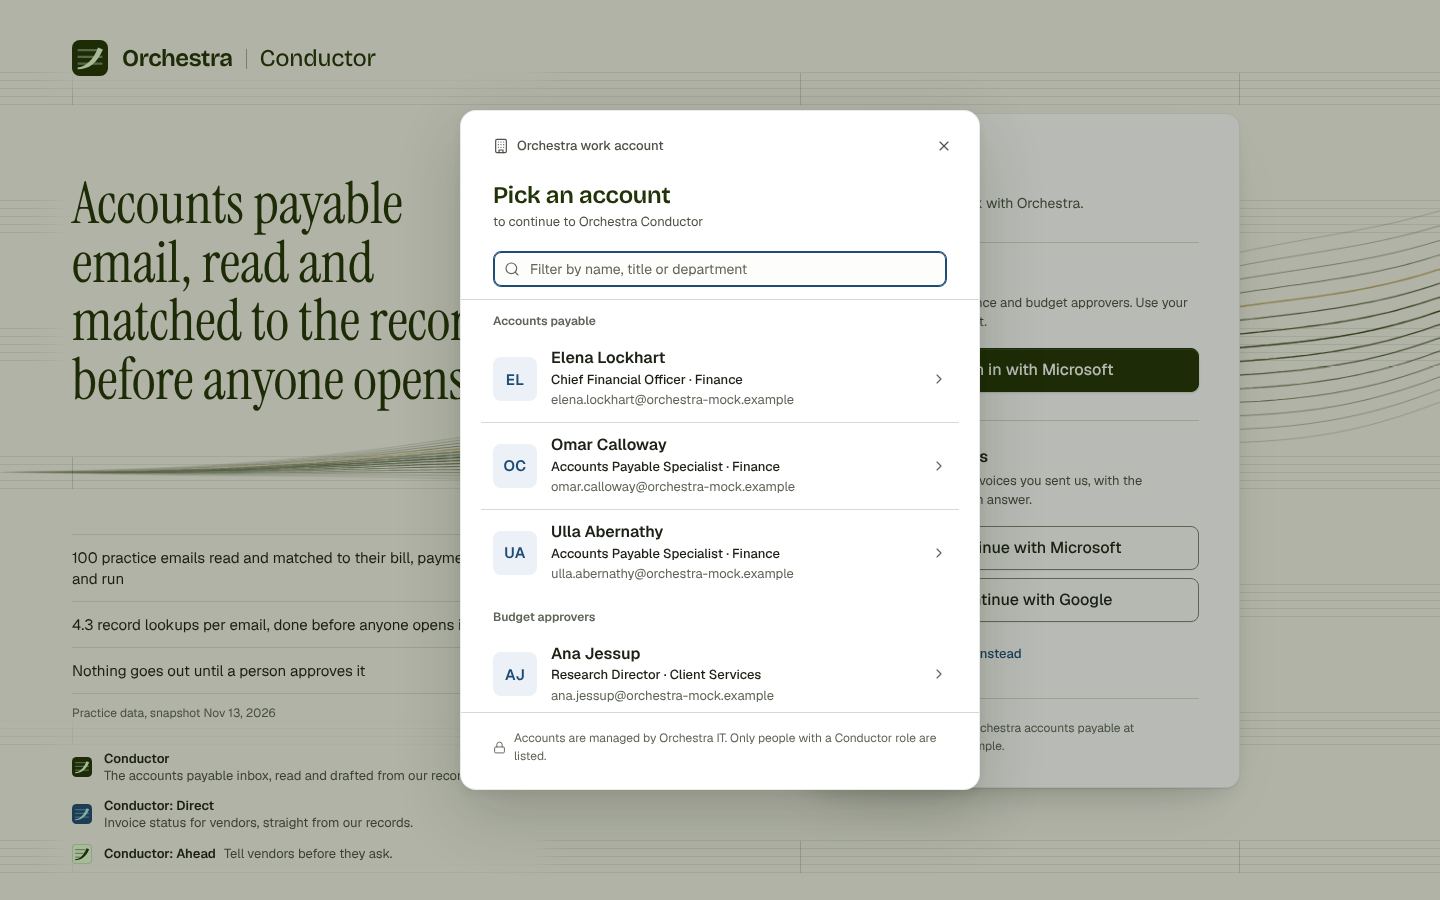 Orchestra | Conductor
Accounts payable
email, read and
matched to the recor
before anyone opens
100 practice emails read and matched to their bill, payme
and run
4.3 record lookups per email, done before anyone opens i
Nothing goes out until a person approves it
Practice data, snapshot Nov 13, 2026
Conductor
The accounts payable inbox, read and drafted from our recor
Conductor: Direct
Invoice status for vendors, straight from our records.
Conductor: Ahead Tell vendors before they ask.
Orchestra work account
Pick an account
to continue to Orchestra Conductor
Filter by name, title or department
Accounts payable
EL
Elena Lockhart
Chief Financial Officer · Finance
elena.lockhart@orchestra-mock.example
OC
Omar Calloway
Accounts Payable Specialist · Finance
omar.calloway@orchestra-mock.example
UA
Ulla Abernathy
Accounts Payable Specialist · Finance
ulla.abernathy@orchestra-mock.example
Budget approvers
AJ
Ana Jessup
Research Director · Client Services
ana.jessup@orchestra-mock.example
Accounts are managed by Orchestra IT. Only people with a Conductor role are
listed.
with Orchestra.
nce and budget approvers. Use your
t.
n in with Microsoft
s
voices you sent us, with the
n answer.
inue with Microsoft
tinue with Google
nstead
chestra accounts payable at
mple.